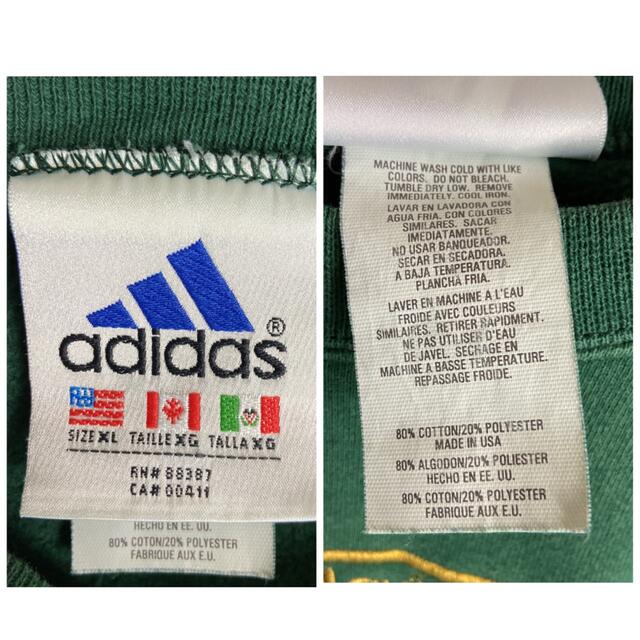 adidas®
SIZE XL TAILLE XG TALLA XG
RN# 88387
CA# 00411
HECHO EN EE. UU.
80% COTON/20% POLYESTER
FABRIQUE AUX E.U.
MACHINE WASH COLD WITH LIKE
COLORS. DO NOT BLEACH.
TUMBLE DRY LOW. REMOVE
IMMEDIATELY. COOL IRON.
LAVAR EN LAVADORA CON
AGUA FRIA. CON COLORES
SIMILARES. SACAR
IMEDIATAMENTE.
NO USAR BANQUEADOR.
SECAR EN SECADORA.
A BAJA TEMPERATURA.
PLANCHA FRIA.
LAVER EN MACHINE A L'EAU
FROIDE AVEC COULEURS
SIMILAIRES. RETIRER RAPIDMENT.
NE PAS UTILISER D'EAU
DE JAVEL. SECHAGE EN
MACHINE A BASSE TEMPERATURE.
REPASSAGE FROIDE.
80% COTTON/20% POLYESTER
MADE IN USA
80% ALGODON/20% POLIESTER
HECHO EN EE. UU.
80% COTON/20% POLYESTER
FABRIQUE AUX E.U.